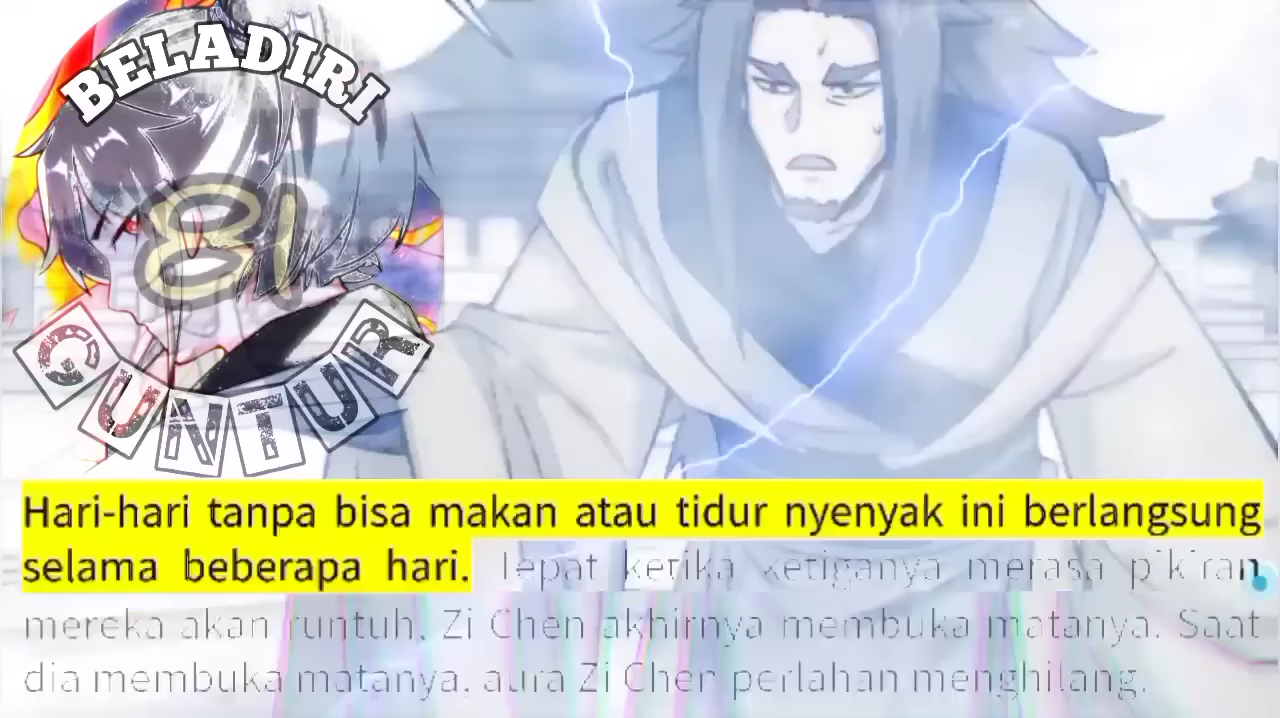 BELADIRI
81
GUNTUR
Hari-hari tanpa bisa makan atau tidur nyenyak ini berlangsung
selama beberapa hari. Tepat ketika ketiganya merasa pikiran
mereka akan runtuh, Zi Chen akhirnya membuka matanya. Saat
dia membuka matanya, aura Zi Chen perlahan menghilang.